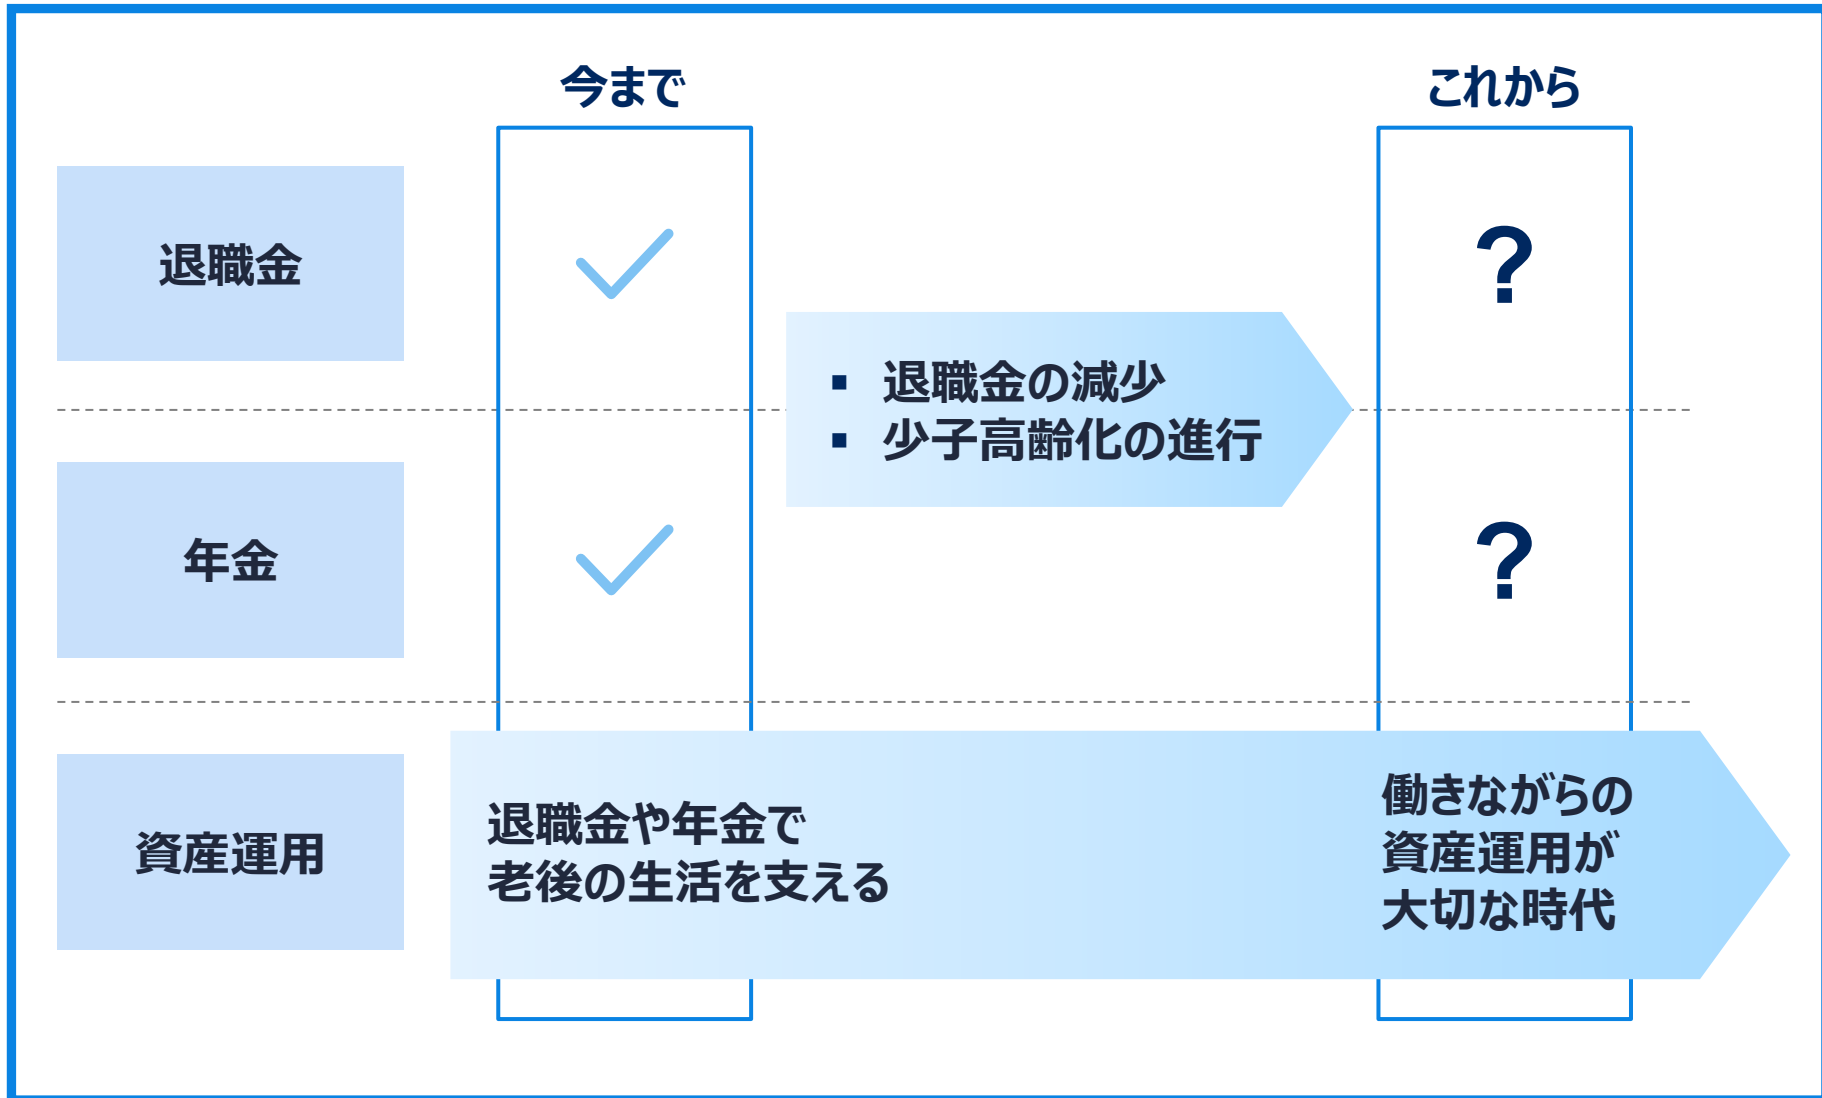 今まで
これから
退職金
?
▪ 退職金の減少
▪ 少子高齢化の進行
年金
?
資産運用
退職金や年金で
老後の生活を支える
働きながらの
資産運用が
大切な時代